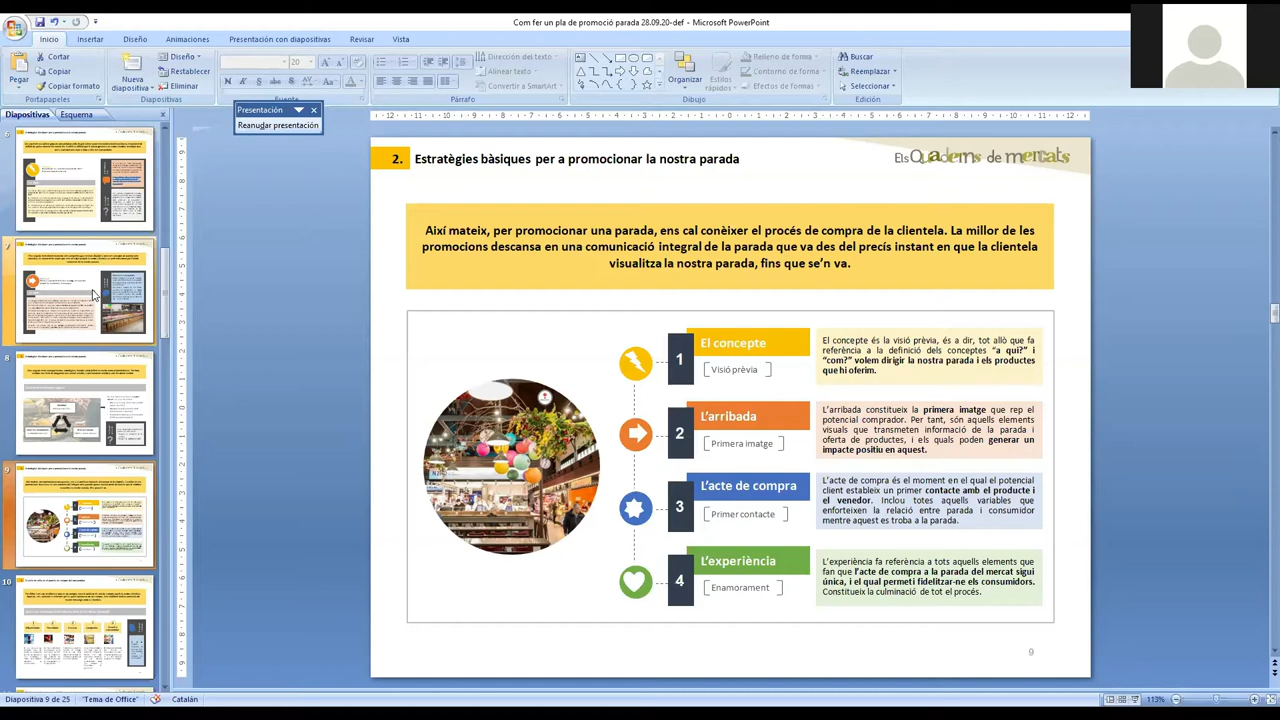 Com fer un pla de promoció parada 28.09.20-def - Microsoft PowerPoint
Inicio Insertar Diseño Animaciones Presentación con diapositivas Revisar Vista
Pegar
Cortar
Copiar
Copiar formato
Portapapeles
Nueva diapositiva
Diseño
Restablecer
Eliminar
Diapositivas
20
Fuente
Párrafo
Dirección del texto
Alinear texto
Convertir a SmartArt
Organizar
Estilos rápidos
Relleno de forma
Contorno de forma
Efectos de formas
Dibujo
Buscar
Reemplazar
Seleccionar
Edición
Presentación
Reanudar presentación
Diapositivas Esquema
6
7
8
9
10
2. Estratègies bàsiques per a promocionar la nostra parada
Els Quaderns de mercats
Així mateix, per promocionar una parada, ens cal conèixer el procés de compra de la clientela. La millor de les
promocions descansa en una comunicació integral de la parada que va des del precís instant en que la clientela
visualitza la nostra parada, fins que se'n va.
1
El concepte
Visió prèvia
El concepte és la visió prèvia, és a dir, tot allò que fa
referència a la definició dels conceptes "a qui?" i
"com?" volem dirigir la nostra parada i els productes
que hi oferim.
2
L'arribada
Primera imatge
L'arribada constitueix la primera imatge que rep el
potencial comprador. Per tant, són aquells elements
visuals que transmeten informació de la parada i
oferta de productes, i els quals poden generar un
impacte positiu en aquest.
3
L'acte de compra
Primer contacte
L'acte de compra és el moment en el qual el potencial
client estableix un primer contacte amb el producte i
el venedor. Inclou totes aquells variables que
enforteixen la relació entre parada i consumidor
mentre aquest es troba a la parada.
4
L'experiència
Enamorament
L'experiència fa referència a tots aquells elements que
fan que l'acte de compra a la parada del mercat sigui
única, i el qual permeti fidelitzar-ne els consumidors.
Constitueix la culminació de tot el procés.
9
Diapositiva 9 de 25 "Tema de Office" Catalán 113%